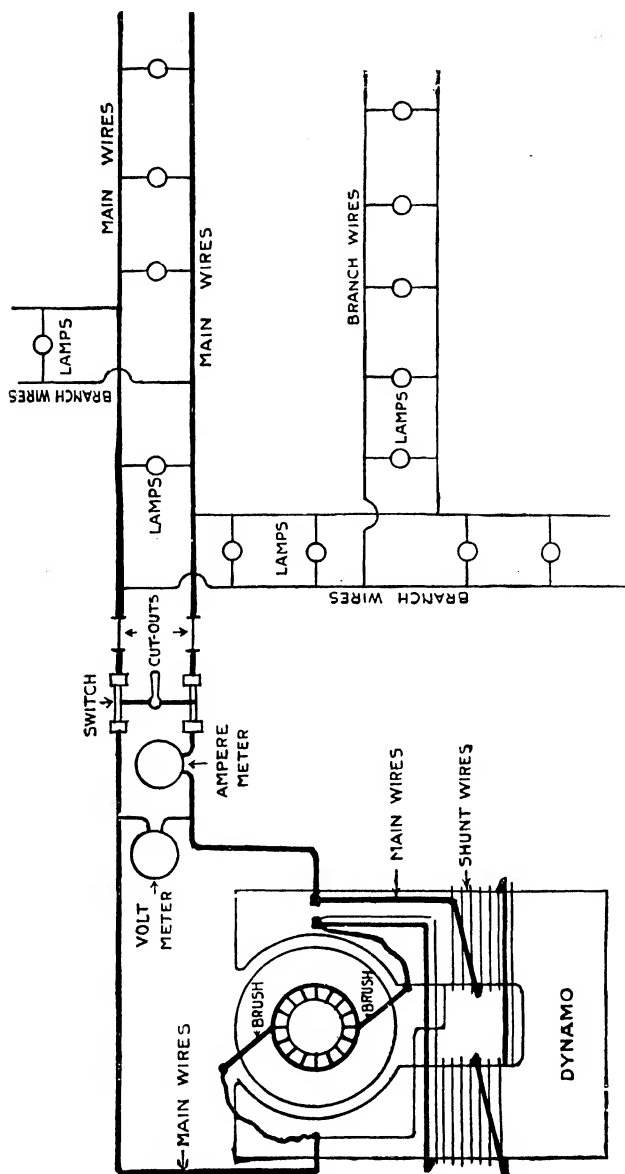 MAIN WIRES
MAIN WIRES
BRANCH WIRES
LAMPS
LAMPS
BRANCH WIRES
LAMPS
LAMPS
BRANCH WIRES
CUT-OUTS
SWITCH
AMPERE
METER
VOLT
METER
MAIN WIRES
SHUNT WIRES
BRUSH
BRUSH
MAIN WIRES
DYNAMO